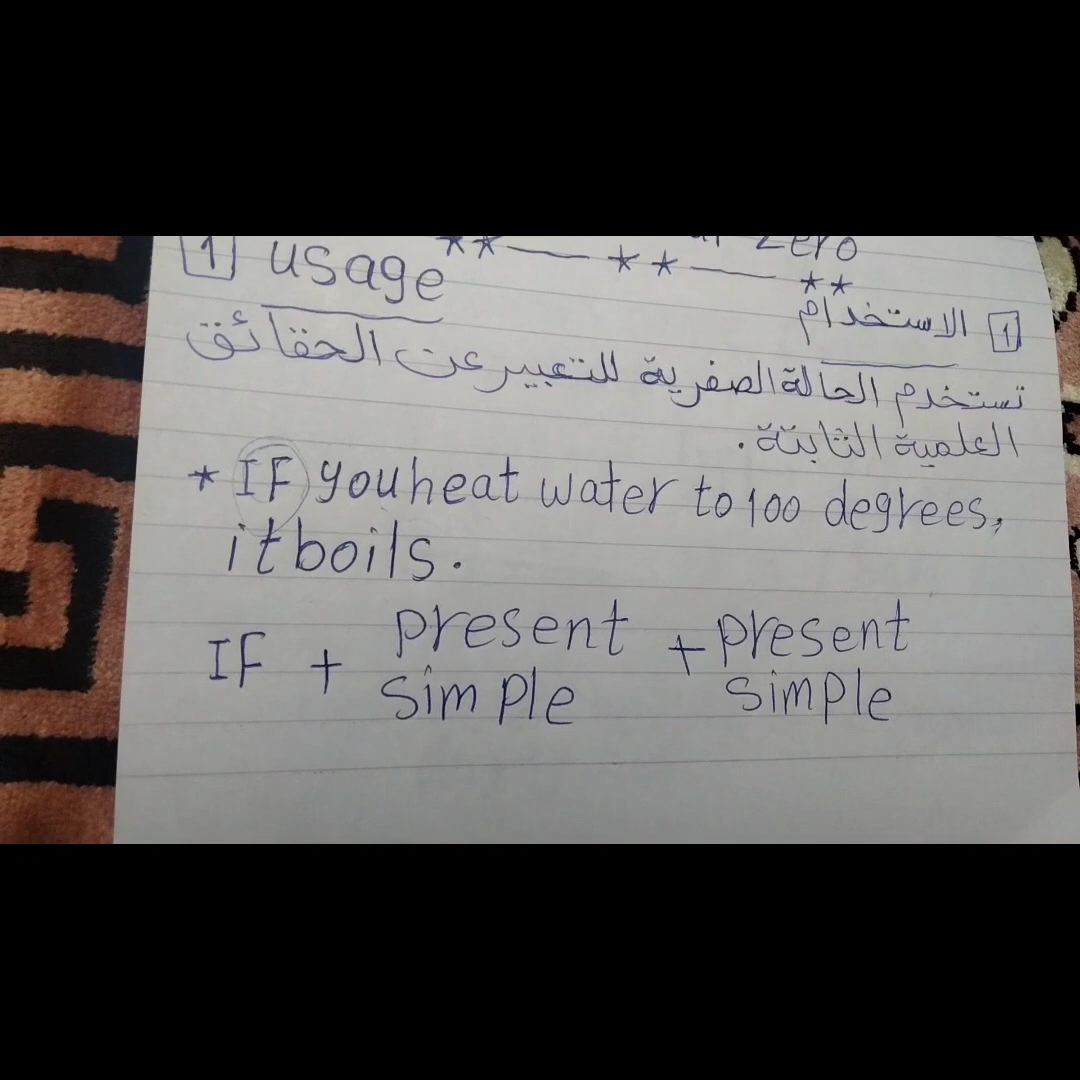 Zero
** — ** — **
1 usage
1 الاستخدام
تستخدم الحالة الصفرية للتعبير عن الحقائق
العلمية الثابتة.
* IF you heat water to 100 degrees,
it boils.
IF + present simple + present simple